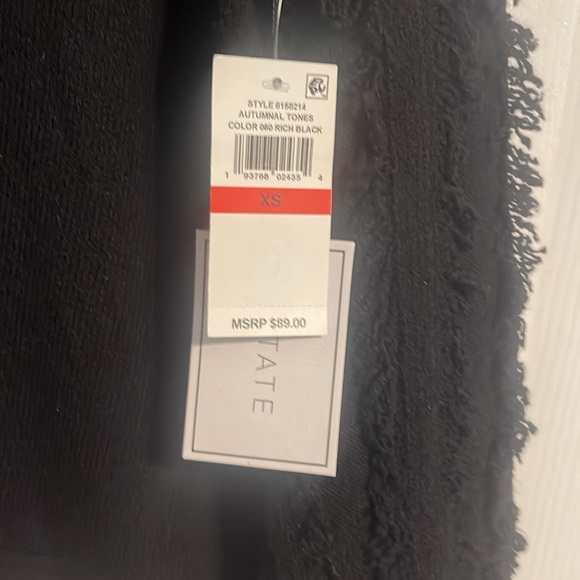 STYLE 8158214
AUTUMNAL TONES
COLOR 060 RICH BLACK
1 93768 02435 4
XS
MSRP $89.00
TATE